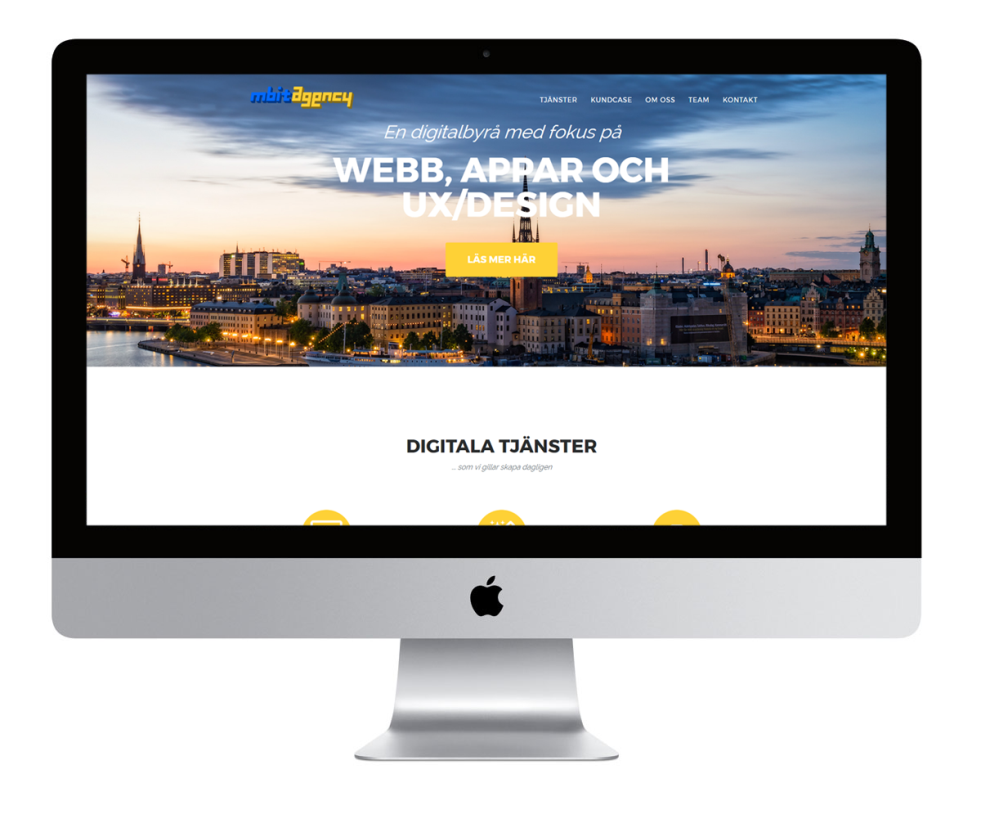 mbitagency
TJÄNSTER KUNDCASE OM OSS TEAM KONTAKT
En digitalbyrå med fokus på
WEBB, APPAR OCH
UX/DESIGN
LÄS MER HÄR
DIGITALA TJÄNSTER
... som vi gillar skapa dagligen